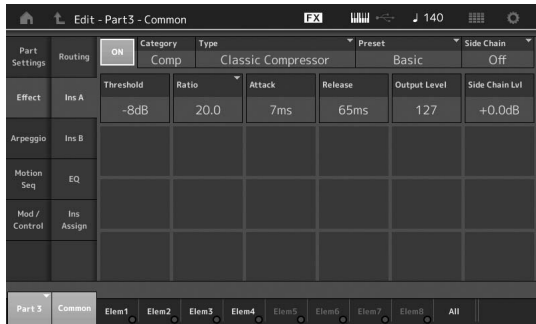 Edit - Part3 - Common
FX
♩ 140
Part Settings
Routing
ON
Category
Comp
Type
Classic Compressor
Preset
Basic
Side Chain
Off
Effect
Ins A
Threshold
-8dB
Ratio
20.0
Attack
7ms
Release
65ms
Output Level
127
Side Chain Lvl
+0.0dB
Arpeggio
Ins B
Motion Seq
EQ
Mod / Control
Ins Assign
Part 3
Common
Elem1
Elem2
Elem3
Elem4
Elem5
Elem6
Elem7
Elem8
All